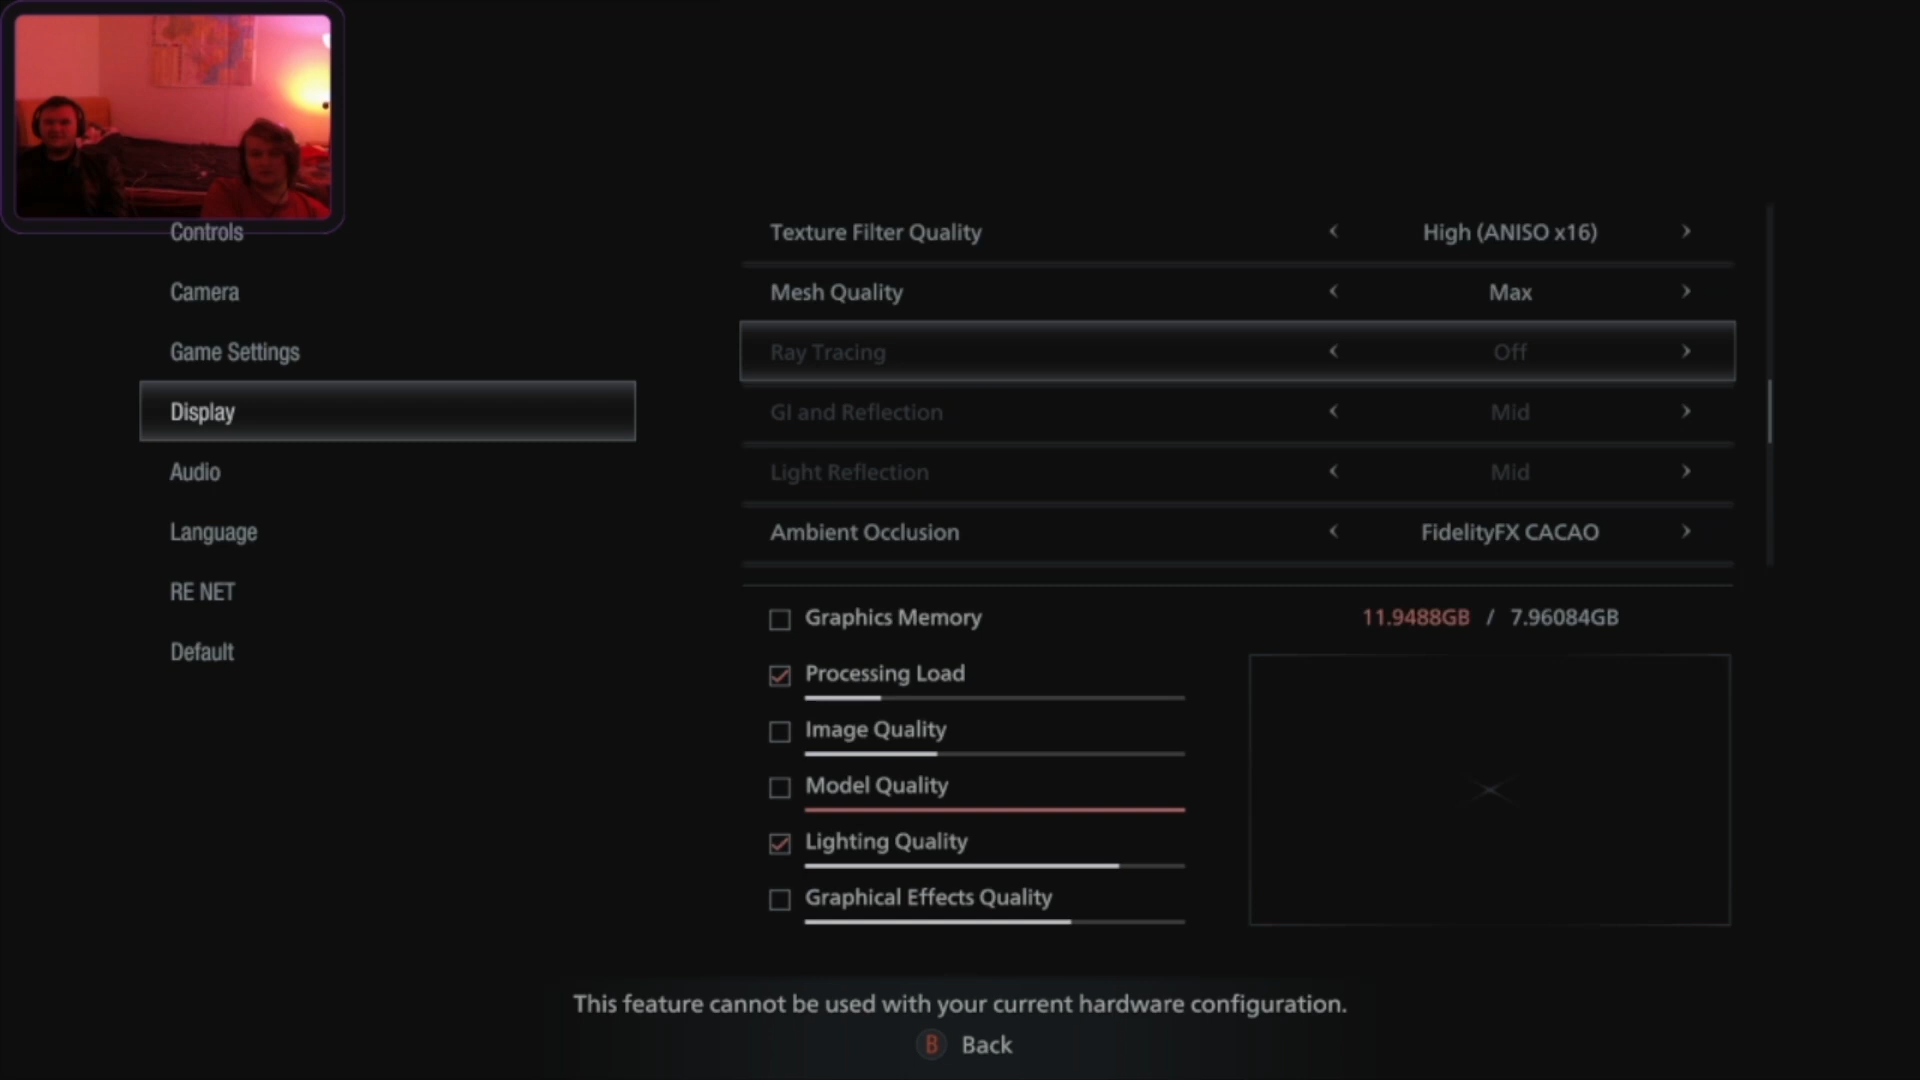 Controls
Camera
Game Settings
Display
Audio
Language
RE NET
Default
Texture Filter Quality < High (ANISO x16) >
Mesh Quality < Max >
Ray Tracing < Off >
GI and Reflection < Mid >
Light Reflection < Mid >
Ambient Occlusion < FidelityFX CACAO >
Graphics Memory 11.9488GB / 7.96084GB
Processing Load
Image Quality
Model Quality
Lighting Quality
Graphical Effects Quality
This feature cannot be used with your current hardware configuration.
B Back